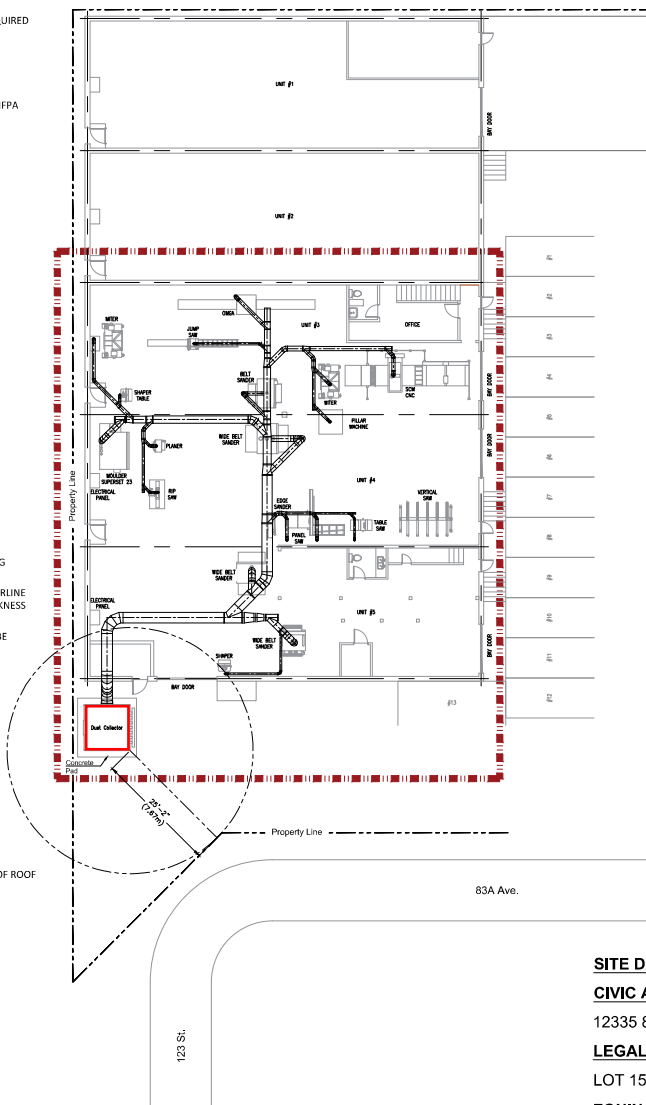 QUIRED
UNIT #1
IFPA
BAY DOOR
UNIT #2
#1
#2
#3
#4
#5
#6
#7
#8
#9
#10
#11
#12
#13
OMGA
MITER
JUMP
SAW
UNIT #3
OFFICE
BELT
SANDER
SHAPER
TABLE
MITER
SCM
CNC
BAY DOOR
PILLAR
MACHINE
WIDE BELT
SANDER
PLANER
BAY DOOR
MOULDER
SUPERSET 23
Property Line
UNIT #4
ELECTRICAL
PANEL
RIP
SAW
VERTICAL
SAW
EDGE
SANDER
PANEL
SAW
TABLE
SAW
G
ERLINE
KNESS
BE
WIDE BELT
SANDER
ELECTRICAL
PANEL
UNIT #5
WIDE BELT
SANDER
BAY DOOR
SHAPER
BAY DOOR
Dust Collector
Concrete
Pad
25'-2"
(7.67m)
Property Line
OF ROOF
83A Ave.
123 St.
SITE D
CIVIC A
12335 8
LEGAL
LOT 15